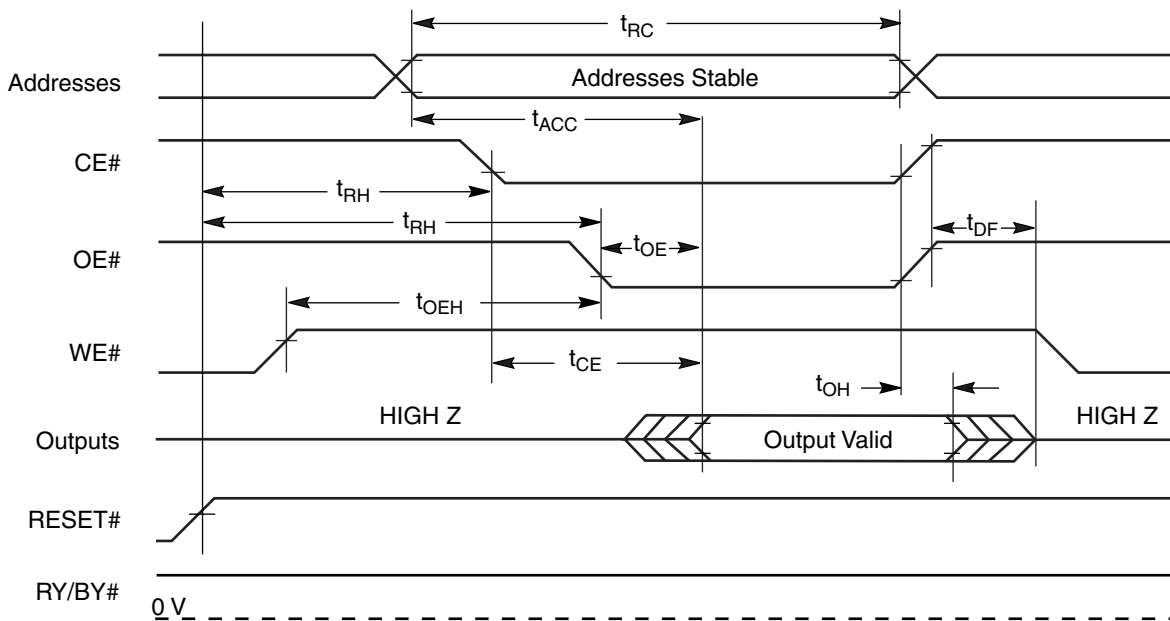 tRC
Addresses
Addresses Stable
tACC
CE#
tRH
tRH
tDF
OE#
tOE
tOEH
WE#
tCE
tOH
HIGH Z
HIGH Z
Outputs
Output Valid
RESET#
RY/BY#
0 V